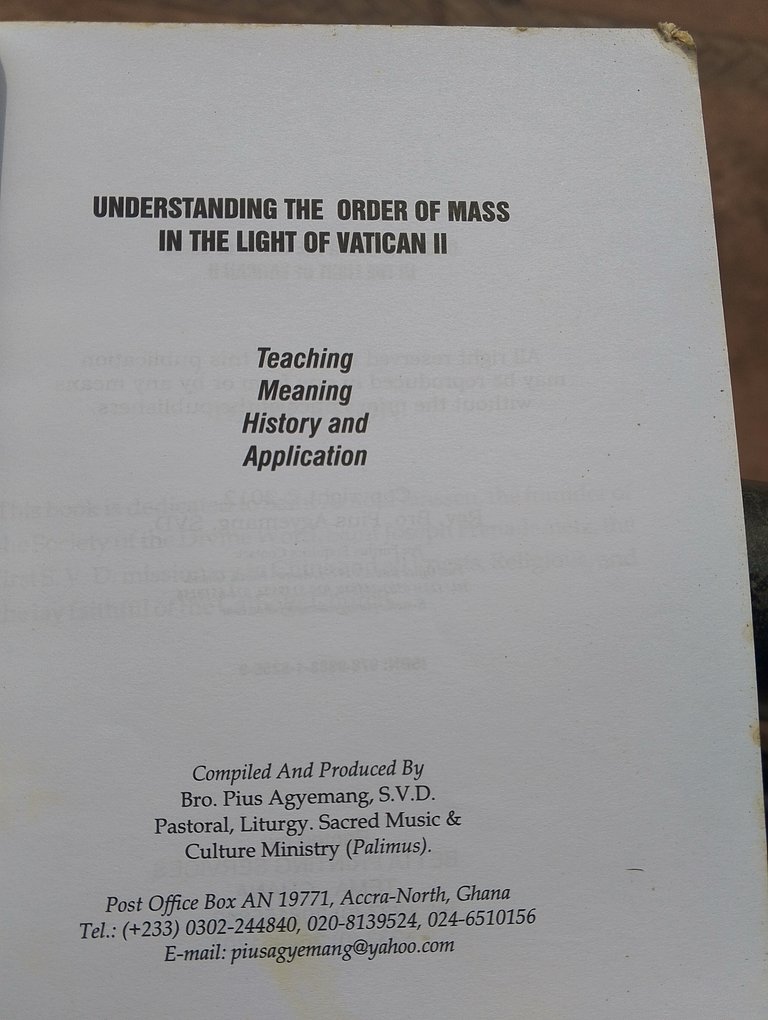 UNDERSTANDING THE ORDER OF MASS
IN THE LIGHT OF VATICAN II
Teaching
Meaning
History and
Application
Compiled And Produced By
Bro. Pius Agyemang, S.V.D.
Pastoral, Liturgy. Sacred Music &
Culture Ministry (Palimus).
Post Office Box AN 19771, Accra-North, Ghana
Tel.: (+233) 0302-244840, 020-8139524, 024-6510156
E-mail: piusagyemang@yahoo.com